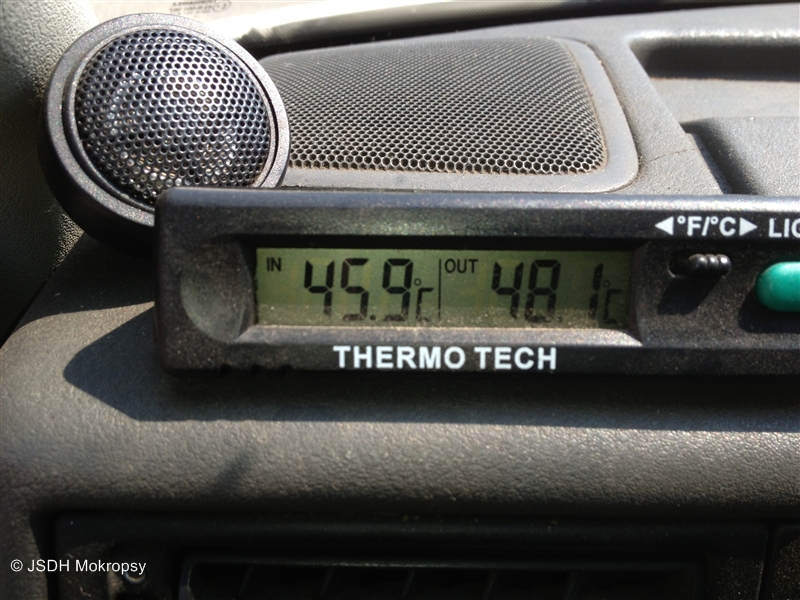 ◀°F/°C▶ LIG
IN 45.9°C OUT 48.1°C
THERMO TECH
© JSDH Mokropsy